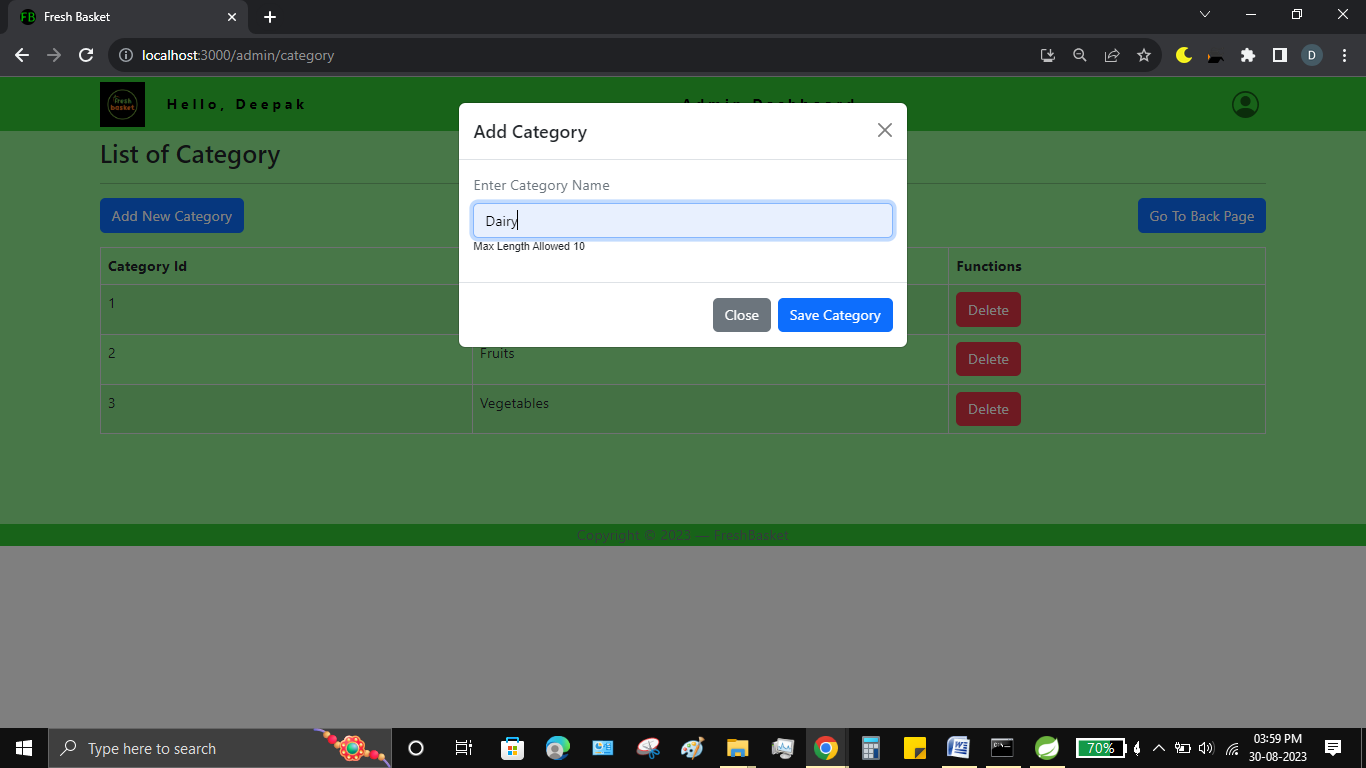 FB Fresh Basket
localhost:3000/admin/category
D
Fresh basket
Hello, Deepak
Admin Dashboard
Add Category
List of Category
Enter Category Name
Add New Category
Dairy
Go To Back Page
Max Length Allowed 10
Category Id
Functions
1
Delete
Close
Save Category
2
Fruits
Delete
3
Vegetables
Delete
Copyright © 2023 — FreshBasket
Type here to search
70%
03:59 PM
30-08-2023